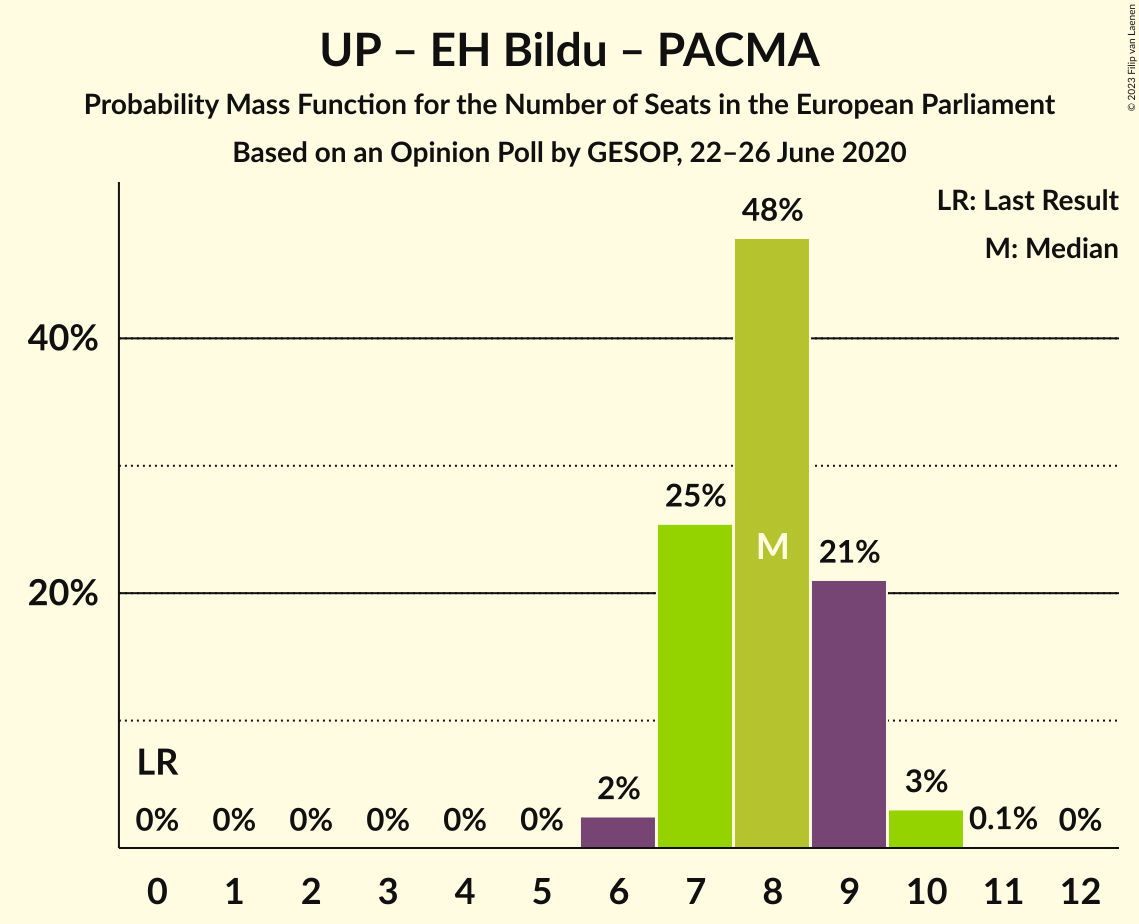 UP – EH Bildu – PACMA
Probability Mass Function for the Number of Seats in the European Parliament
Based on an Opinion Poll by GESOP, 22–26 June 2020
© 2023 Filip van Laenen
LR: Last Result
M: Median
48%
40%
25%
M
21%
20%
LR
0% 0% 0% 0% 0% 0% 2% 3% 0.1% 0%
0 1 2 3 4 5 6 7 8 9 10 11 12